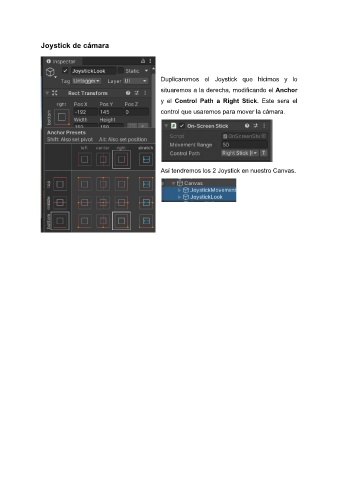 Joystick de cámara
Inspector
JoystickLook
Static
Tag Untagged
Layer UI
Rect Transform
right
Pos X
Pos Y
Pos Z
-192
145
0
Width
Height
bottom
Anchor Presets
Shift: Also set pivot Alt: Also set position
left
center
right
stretch
top
middle
bottom
Duplicaremos el Joystick que hicimos y lo
situaremos a la derecha, modificando el Anchor
y el Control Path a Right Stick. Este sera el
control que usaremos para mover la cámara.
On-Screen Stick
Script
OnScreenStick
Movement Range
50
Control Path
Right Stick
Así tendremos los 2 Joystick en nuestro Canvas.
Canvas
JoystickMovement
JoystickLook